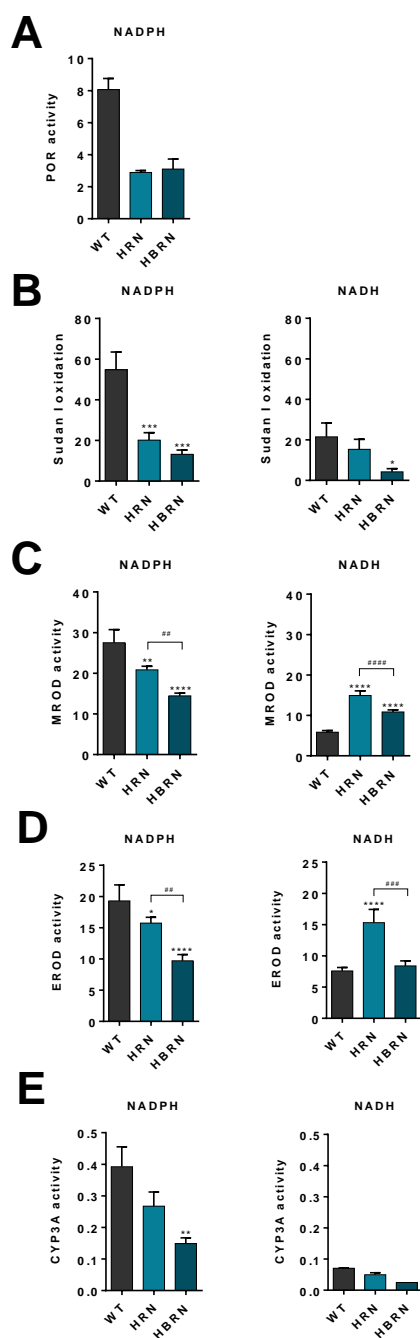 A
NADPH
POR activity
10
8
6
4
2
0
WT
HRN
HBRN
B
NADPH
Sudan I oxidation
80
60
40
20
0
***
***
WT
HRN
HBRN
NADH
Sudan I oxidation
80
60
40
20
0
*
WT
HRN
HBRN
C
NADPH
MROD activity
40
30
20
10
0
##
**
****
WT
HRN
HBRN
NADH
MROD activity
40
30
20
10
0
####
****
****
WT
HRN
HBRN
D
NADPH
EROD activity
25
20
15
10
5
0
##
*
****
WT
HRN
HBRN
NADH
EROD activity
25
20
15
10
5
0
###
****
WT
HRN
HBRN
E
NADPH
CYP3A activity
0.5
0.4
0.3
0.2
0.1
0.0
**
WT
HRN
HBRN
NADH
CYP3A activity
0.5
0.4
0.3
0.2
0.1
0.0
WT
HRN
HBRN